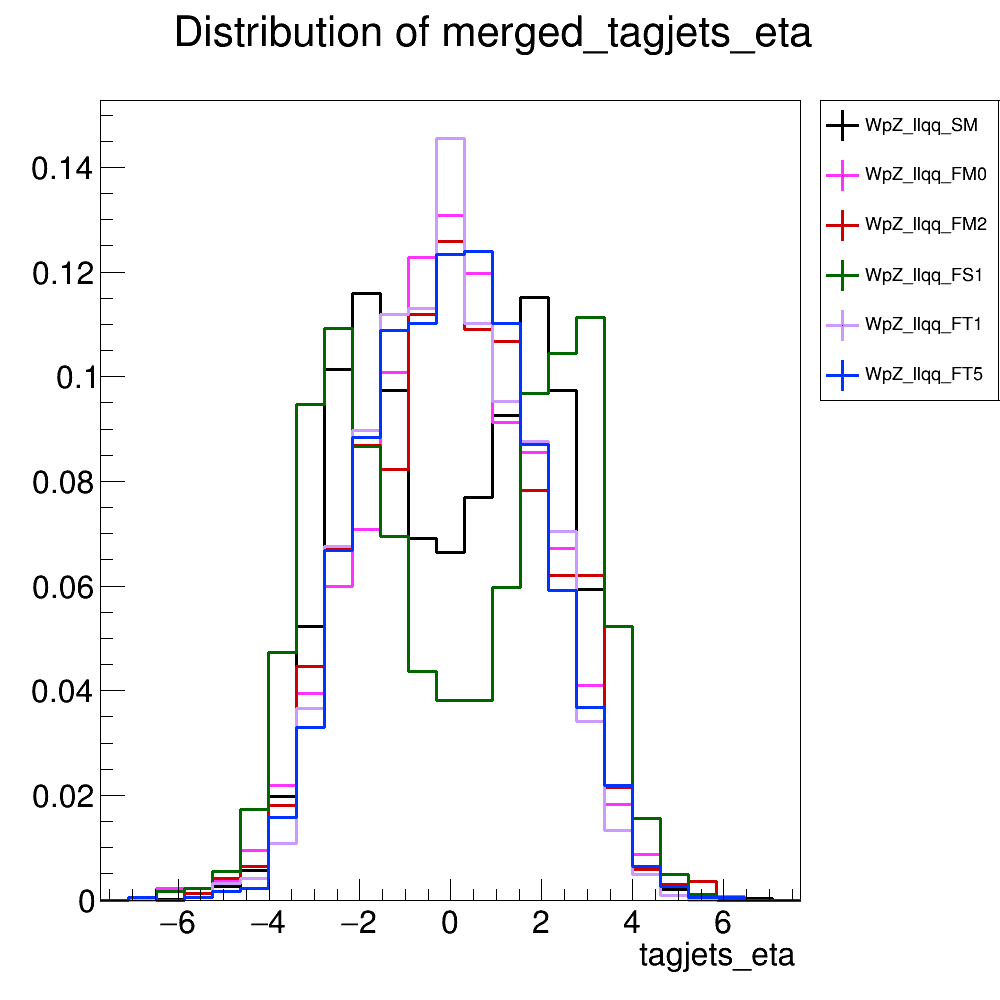 Distribution of merged_tagjets_eta
WpZ_llqq_SM
WpZ_llqq_FM0
WpZ_llqq_FM2
WpZ_llqq_FS1
WpZ_llqq_FT1
WpZ_llqq_FT5
0.14
0.12
0.1
0.08
0.06
0.04
0.02
0
−6 −4 −2 0 2 4 6
tagjets_eta